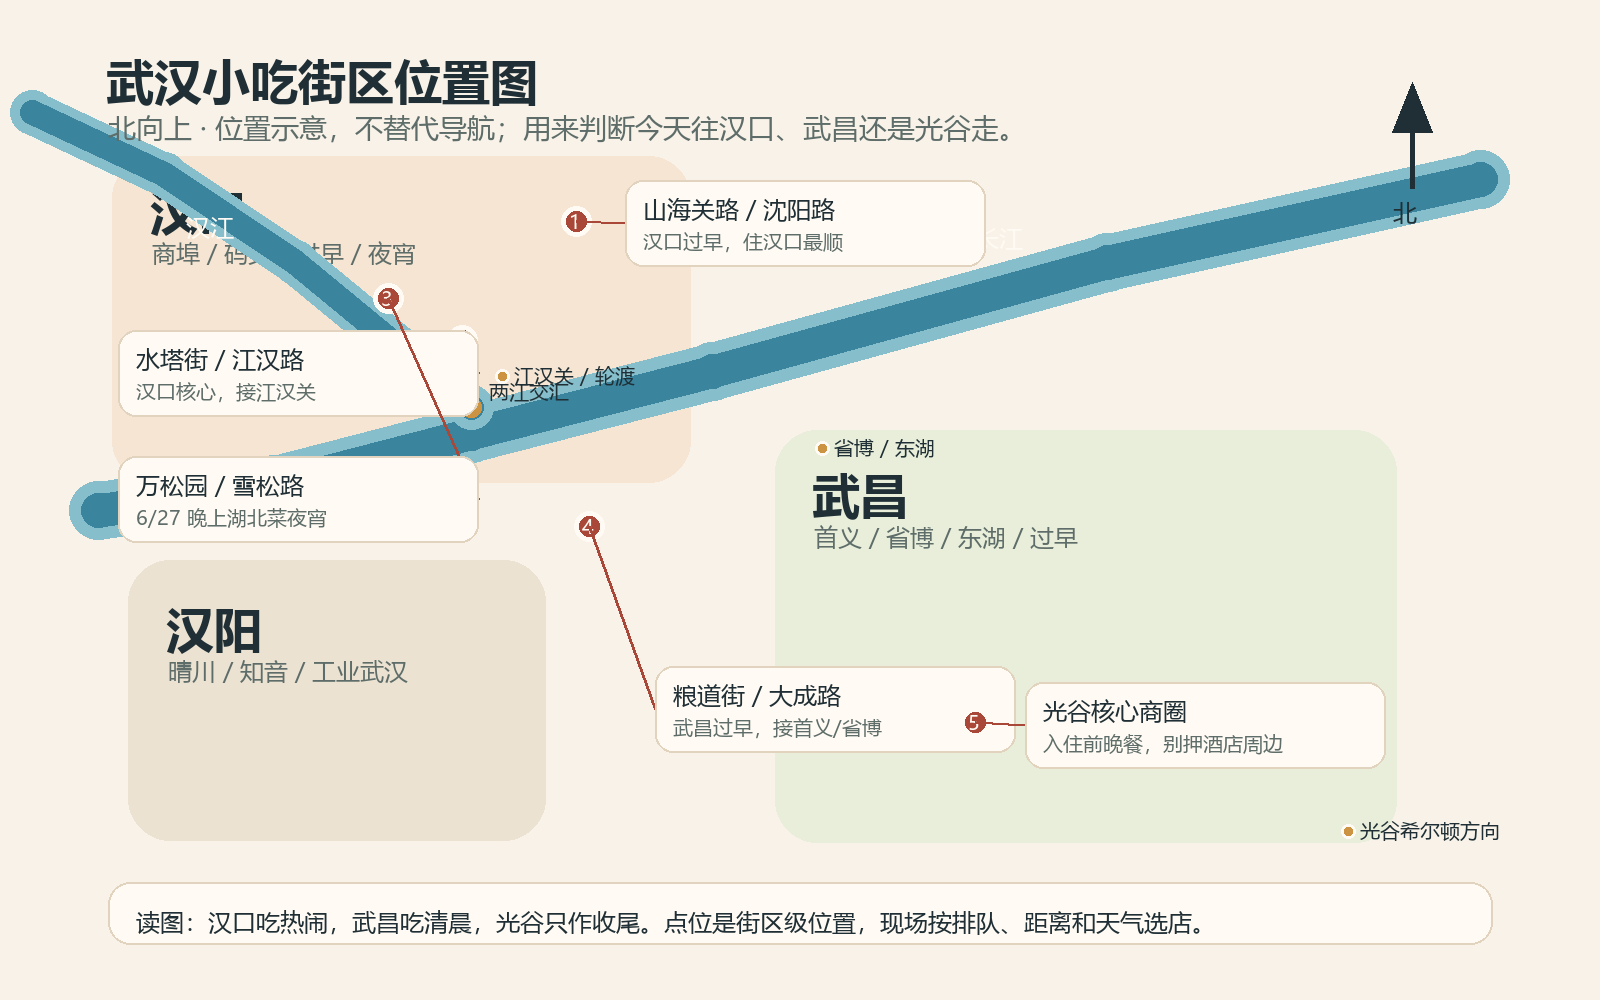 武汉小吃街区位置图
北向上 · 位置示意，不替代导航；用来判断今天往汉口、武昌还是光谷走。
北
汉
汉江
商埠 / 码 早 / 夜宵
1
山海关路 / 沈阳路
汉口过早，住汉口最顺
长江
水塔街 / 江汉路
汉口核心，接江汉关
江汉关 / 轮渡
两江交汇
万松园 / 雪松路
6/27 晚上湖北菜夜宵
4
省博 / 东湖
武昌
首义 / 省博 / 东湖 / 过早
汉阳
晴川 / 知音 / 工业武汉
粮道街 / 大成路
武昌过早，接首义/省博
5
光谷核心商圈
入住前晚餐，别押酒店周边
光谷希尔顿方向
读图：汉口吃热闹，武昌吃清晨，光谷只作收尾。点位是街区级位置，现场按排队、距离和天气选店。